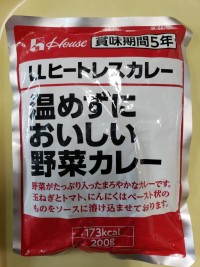 House
賞味期間5年
LLヒートレスカレー
温めずに
おいしい
野菜カレー
野菜がたっぷり入ったまろやかなカレーです。
玉ねぎとトマト、にんにくはペースト状の
ものをソースに溶け込ませております。
173kcal
200g